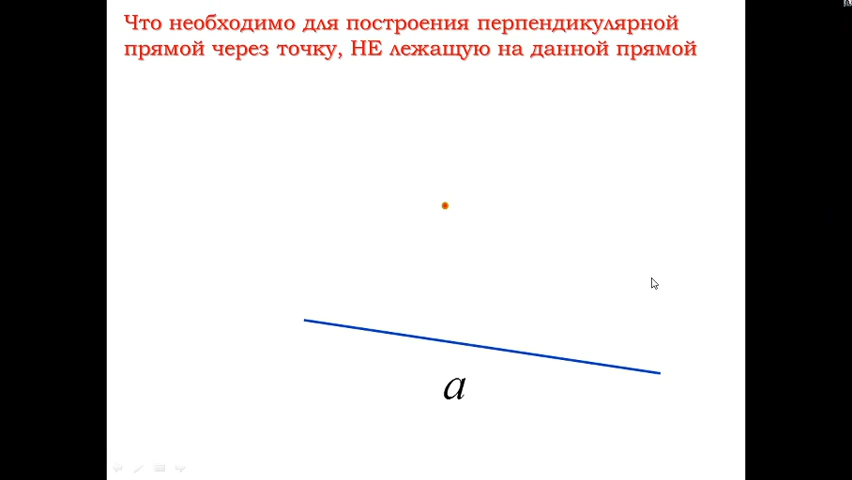 Что необходимо для построения перпендикулярной
прямой через точку, НЕ лежащую на данной прямой
a